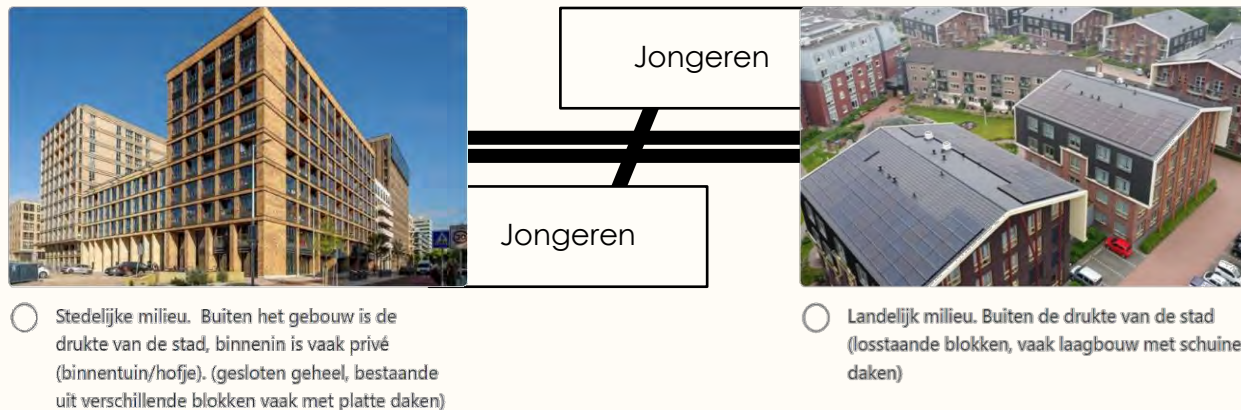 Jongeren
Jongeren
Stedelijke milieu. Buiten het gebouw is de
drukte van de stad, binnenin is vaak privé
(binnentuin/hofje). (gesloten geheel, bestaande
uit verschillende blokken vaak met platte daken)
Landelijk milieu. Buiten de drukte van de stad
(losstaande blokken, vaak laagbouw met schuine
daken)